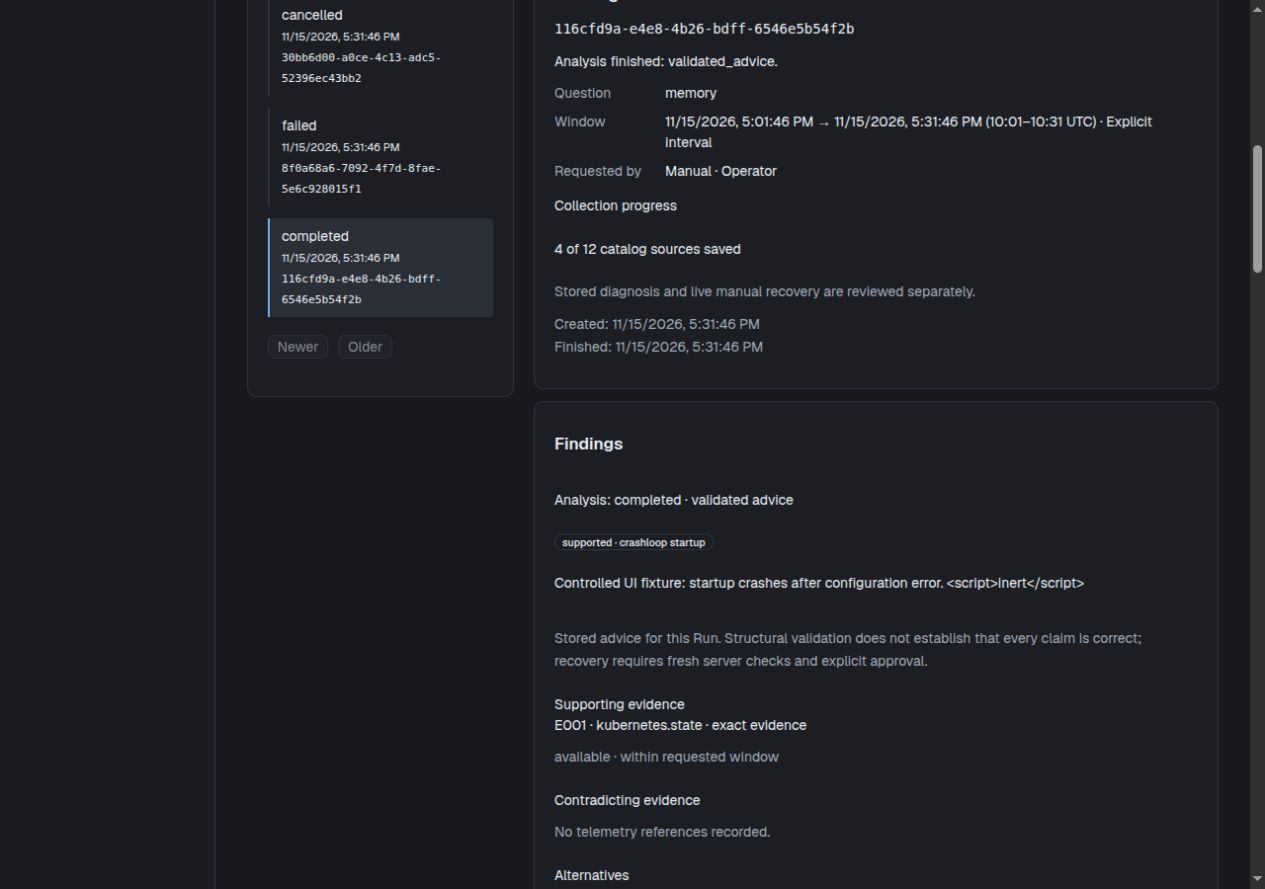 cancelled
11/15/2026, 5:31:46 PM
30bb6d00-a0ce-4c13-adc5-
52396ec43bb2
failed
11/15/2026, 5:31:46 PM
8f0a68a6-7092-4f7d-8fae-
5e6c928015f1
completed
11/15/2026, 5:31:46 PM
116cfd9a-e4e8-4b26-bdff-
6546e5b54f2b
Newer Older
116cfd9a-e4e8-4b26-bdff-6546e5b54f2b
Analysis finished: validated_advice.
Question memory
Window 11/15/2026, 5:01:46 PM → 11/15/2026, 5:31:46 PM (10:01–10:31 UTC) · Explicit
interval
Requested by Manual · Operator
Collection progress
4 of 12 catalog sources saved
Stored diagnosis and live manual recovery are reviewed separately.
Created: 11/15/2026, 5:31:46 PM
Finished: 11/15/2026, 5:31:46 PM
Findings
Analysis: completed · validated advice
supported · crashloop startup
Controlled UI fixture: startup crashes after configuration error. <script>inert</script>
Stored advice for this Run. Structural validation does not establish that every claim is correct;
recovery requires fresh server checks and explicit approval.
Supporting evidence
E001 · kubernetes.state · exact evidence
available · within requested window
Contradicting evidence
No telemetry references recorded.
Alternatives